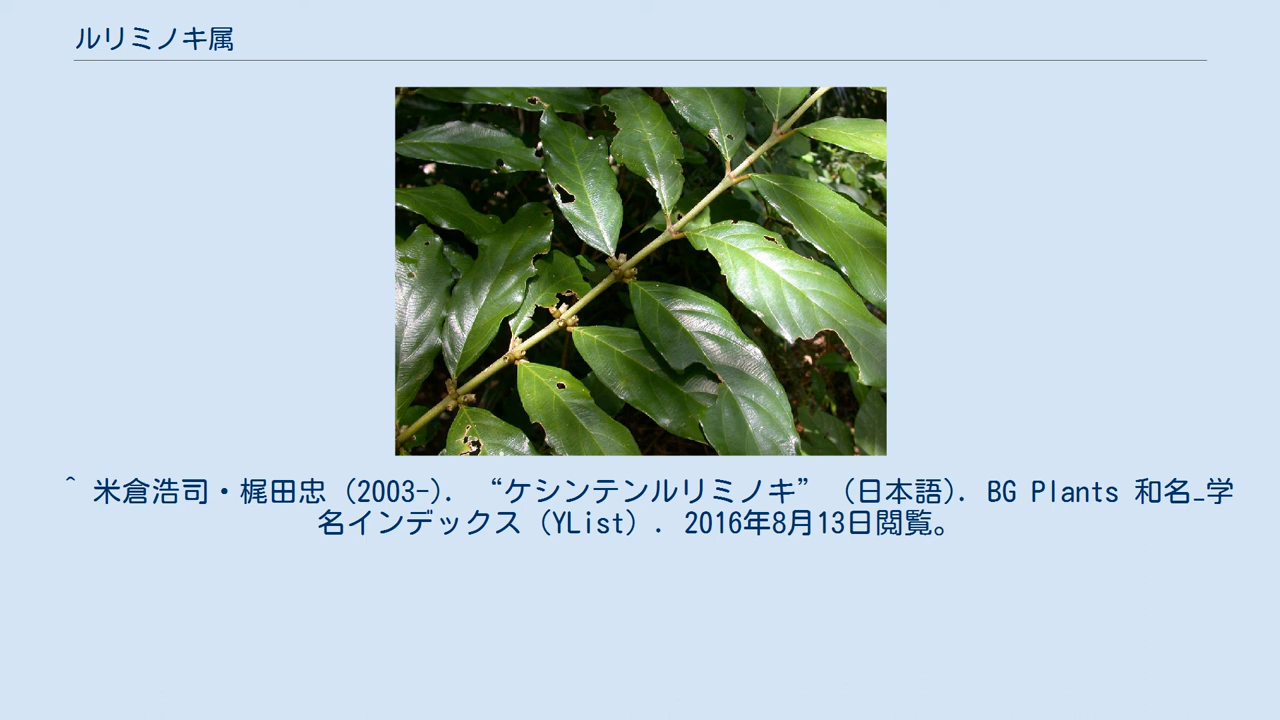 ルリミノキ属
^ 米倉浩司・梶田忠 (2003-). “ケシンテンルリミノキ” (日本語). BG Plants 和名−学
名インデックス（YList）. 2016年8月13日閲覧。